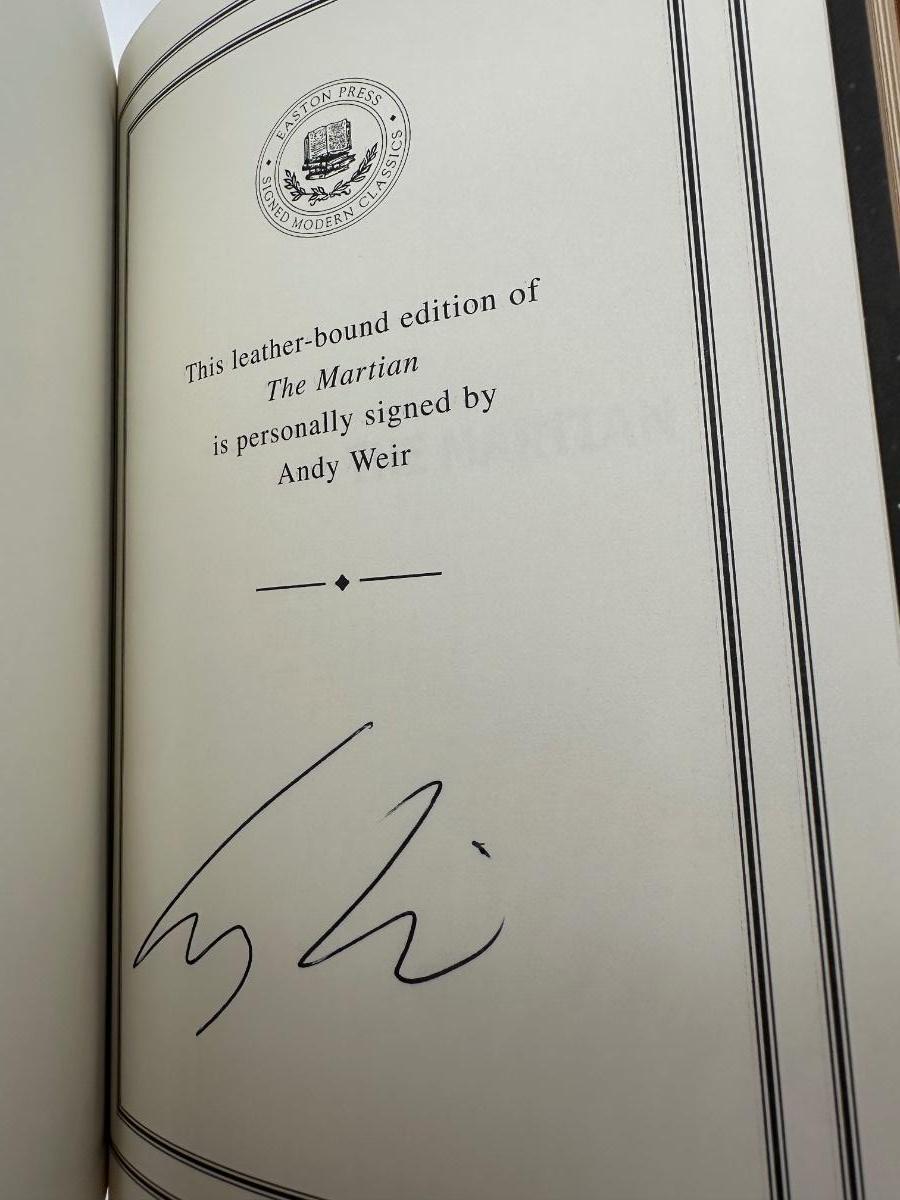 EASTON PRESS
SIGNED MODERN CLASSICS
This leather-bound edition of
The Martian
is personally signed by
Andy Weir